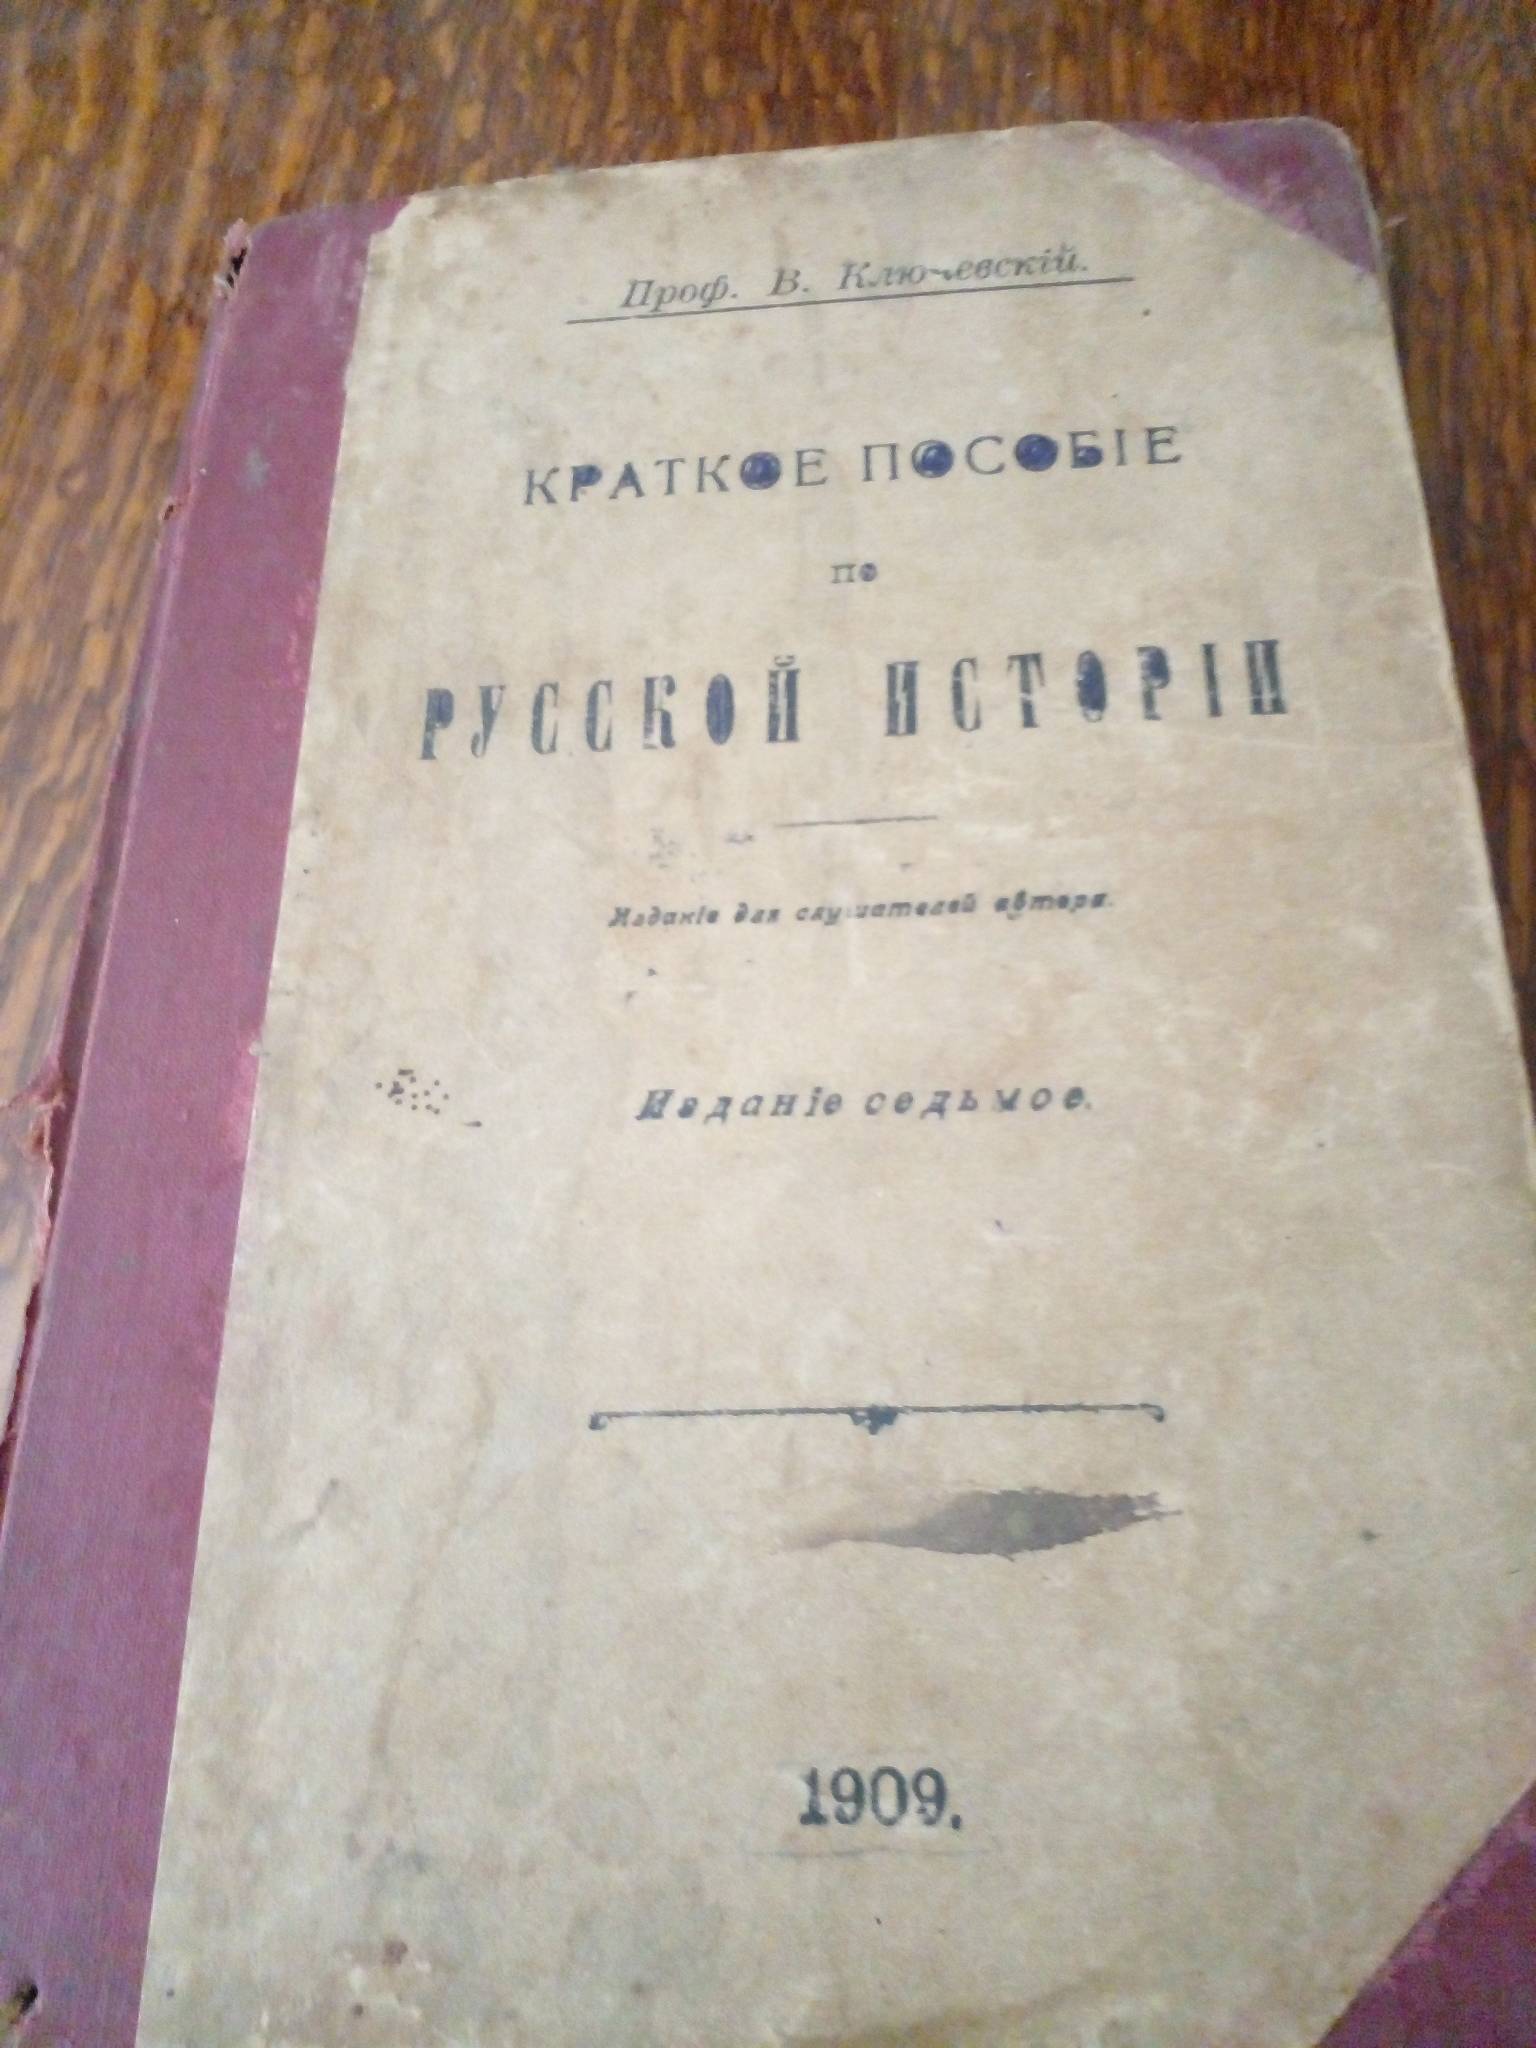 Проф. В. Ключевскій.
КРАТКОЕ ПОСОБІЕ
ПО
РУССКОЙ ИСТОРІИ
Изданіе для слушателей автора.
Изданіе седьмое.
1909.